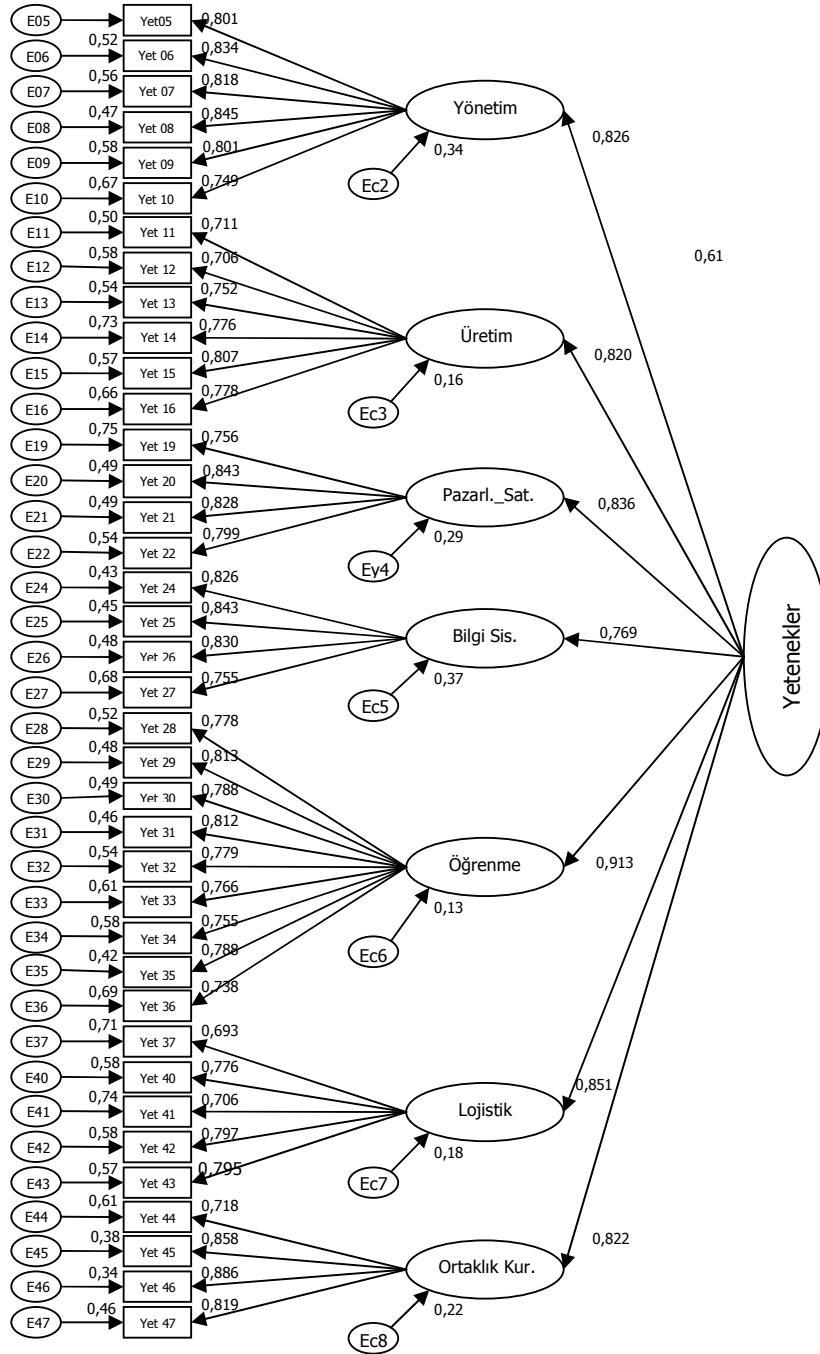 E05 Yet05 0,801
E06 0,52 Yet 06 0,834
E07 0,56 Yet 07 0,818
E08 0,47 Yet 08 0,845
E09 0,58 Yet 09 0,801
E10 0,67 Yet 10 0,749
Yönetim
0,826
0,34
Ec2
E11 0,50 Yet 11 0,711
E12 0,58 Yet 12 0,706
E13 0,54 Yet 13 0,752
E14 0,73 Yet 14 0,776
E15 0,57 Yet 15 0,807
E16 0,66 Yet 16 0,778
0,61
Üretim
0,820
0,16
Ec3
E19 0,75 Yet 19 0,756
E20 0,49 Yet 20 0,843
E21 0,49 Yet 21 0,828
E22 0,54 Yet 22 0,799
Pazarl._Sat.
0,836
0,29
Ey4
E24 0,43 Yet 24 0,826
E25 0,45 Yet 25 0,843
E26 0,48 Yet 26 0,830
E27 0,68 Yet 27 0,755
Bilgi Sis.
0,769
0,37
Ec5
Yetenekler
E28 0,52 Yet 28 0,778
E29 0,48 Yet 29 0,813
E30 0,49 Yet 30 0,788
E31 0,46 Yet 31 0,812
E32 0,54 Yet 32 0,779
E33 0,61 Yet 33 0,766
E34 0,58 Yet 34 0,755
E35 0,42 Yet 35 0,788
E36 0,69 Yet 36 0,738
Öğrenme
0,913
0,13
Ec6
E37 0,71 Yet 37 0,693
E40 0,58 Yet 40 0,776
E41 0,74 Yet 41 0,706
E42 0,58 Yet 42 0,797
E43 0,57 Yet 43 0,795
Lojistik
0,851
0,18
Ec7
E44 0,61 Yet 44 0,718
E45 0,38 Yet 45 0,858
E46 0,34 Yet 46 0,886
E47 0,46 Yet 47 0,819
Ortaklık Kur.
0,822
0,22
Ec8